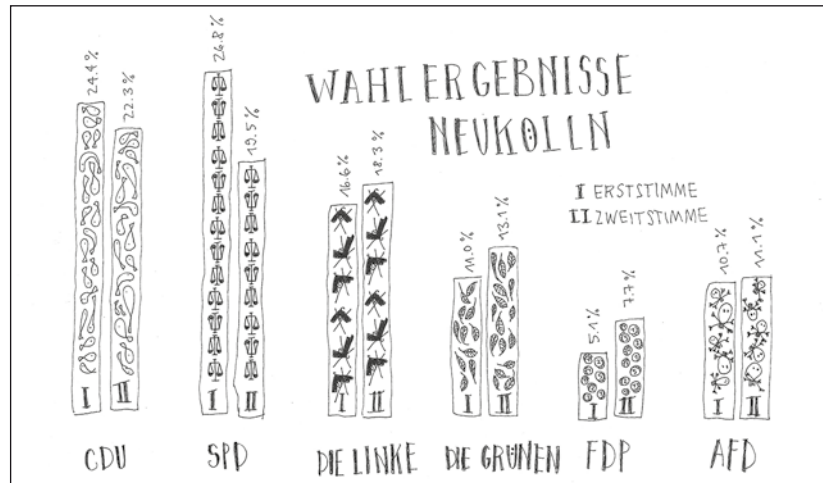 WAHLERGEBNISSE
NEUKÖLLN
I ERSTSTIMME
II ZWEITSTIMME
24.4%
22.3%
26.8%
19.5%
16.6%
18.3%
11.0%
13.1%
5.1%
7.7%
10.7%
11.1%
I
II
I
II
I
II
I
II
I
II
I
II
CDU
SPD
DIE LINKE
DIE GRÜNEN
FDP
AFD